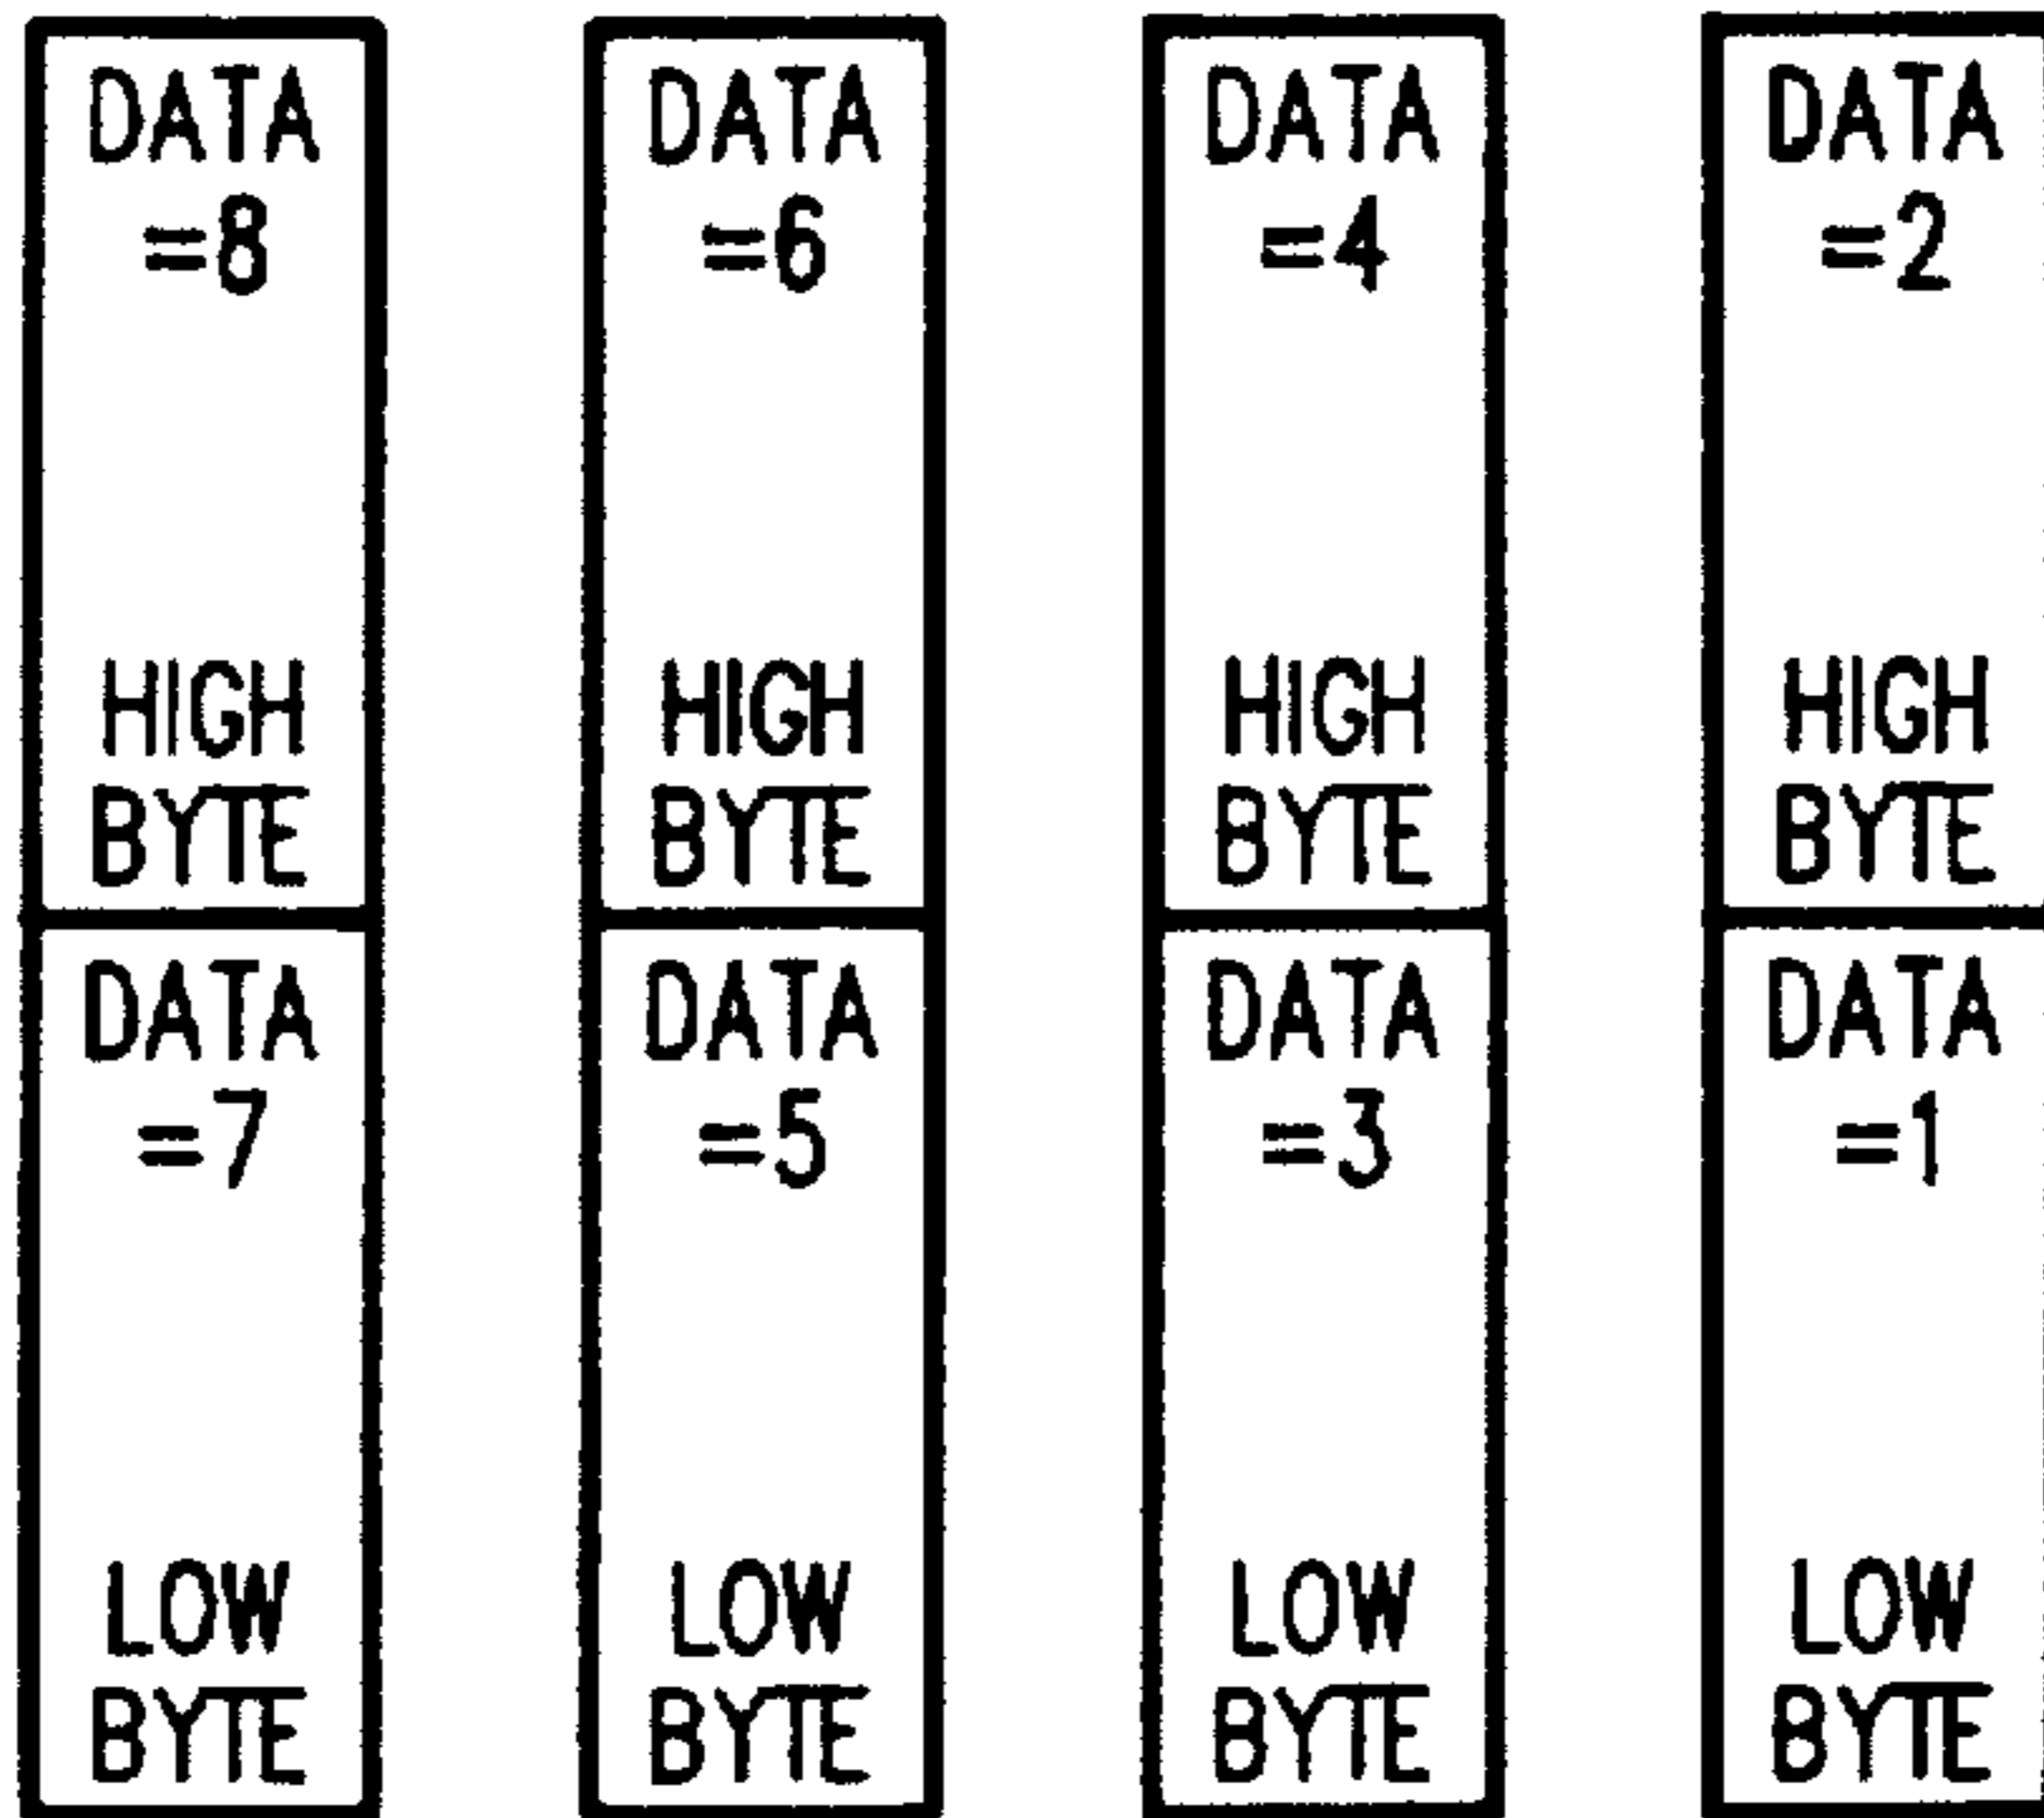 DATA
=8
HIGH
BYTE
DATA
=7
LOW
BYTE
DATA
=6
HIGH
BYTE
DATA
=5
LOW
BYTE
DATA
=4
HIGH
BYTE
DATA
=3
LOW
BYTE
DATA
=2
HIGH
BYTE
DATA
=1
LOW
BYTE